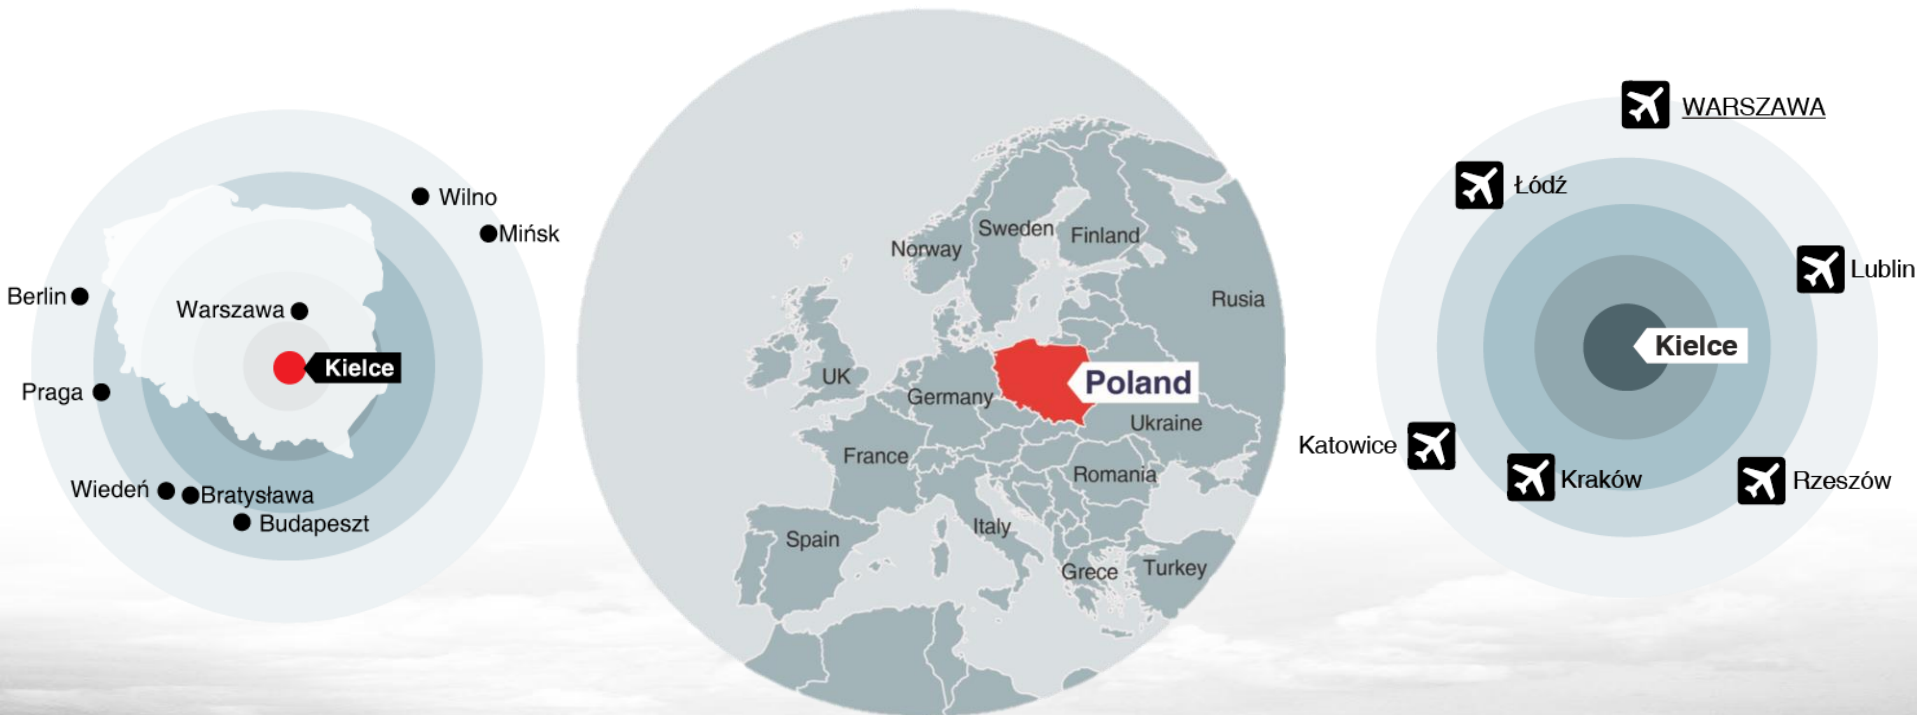 Wilno
Mińsk
Berlin
Warszawa
Kielce
Praga
Wiedeń
Bratysława
Budapeszt
Norway
Sweden
Finland
Rusia
UK
Germany
Poland
Ukraine
France
Romania
Spain
Italy
Grece
Turkey
WARSZAWA
Łódź
Lublin
Kielce
Katowice
Kraków
Rzeszów